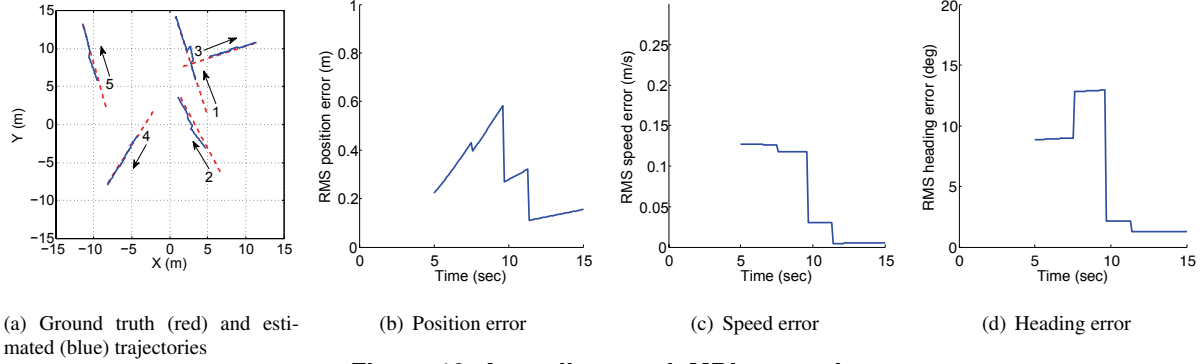 15
10
5
0
−5
−10
−15
Y (m)
−15 −10 −5 0 5 10 15
X (m)
1
2
3
4
5
(a) Ground truth (red) and esti-
mated (blue) trajectories
1
0.8
0.6
0.4
0.2
0
RMS position error (m)
0 5 10 15
Time (sec)
(b) Position error
0.25
0.2
0.15
0.1
0.05
0
RMS speed error (m/s)
0 5 10 15
Time (sec)
(c) Speed error
20
15
10
5
0
RMS heading error (deg)
0 5 10 15
Time (sec)
(d) Heading error
Figure